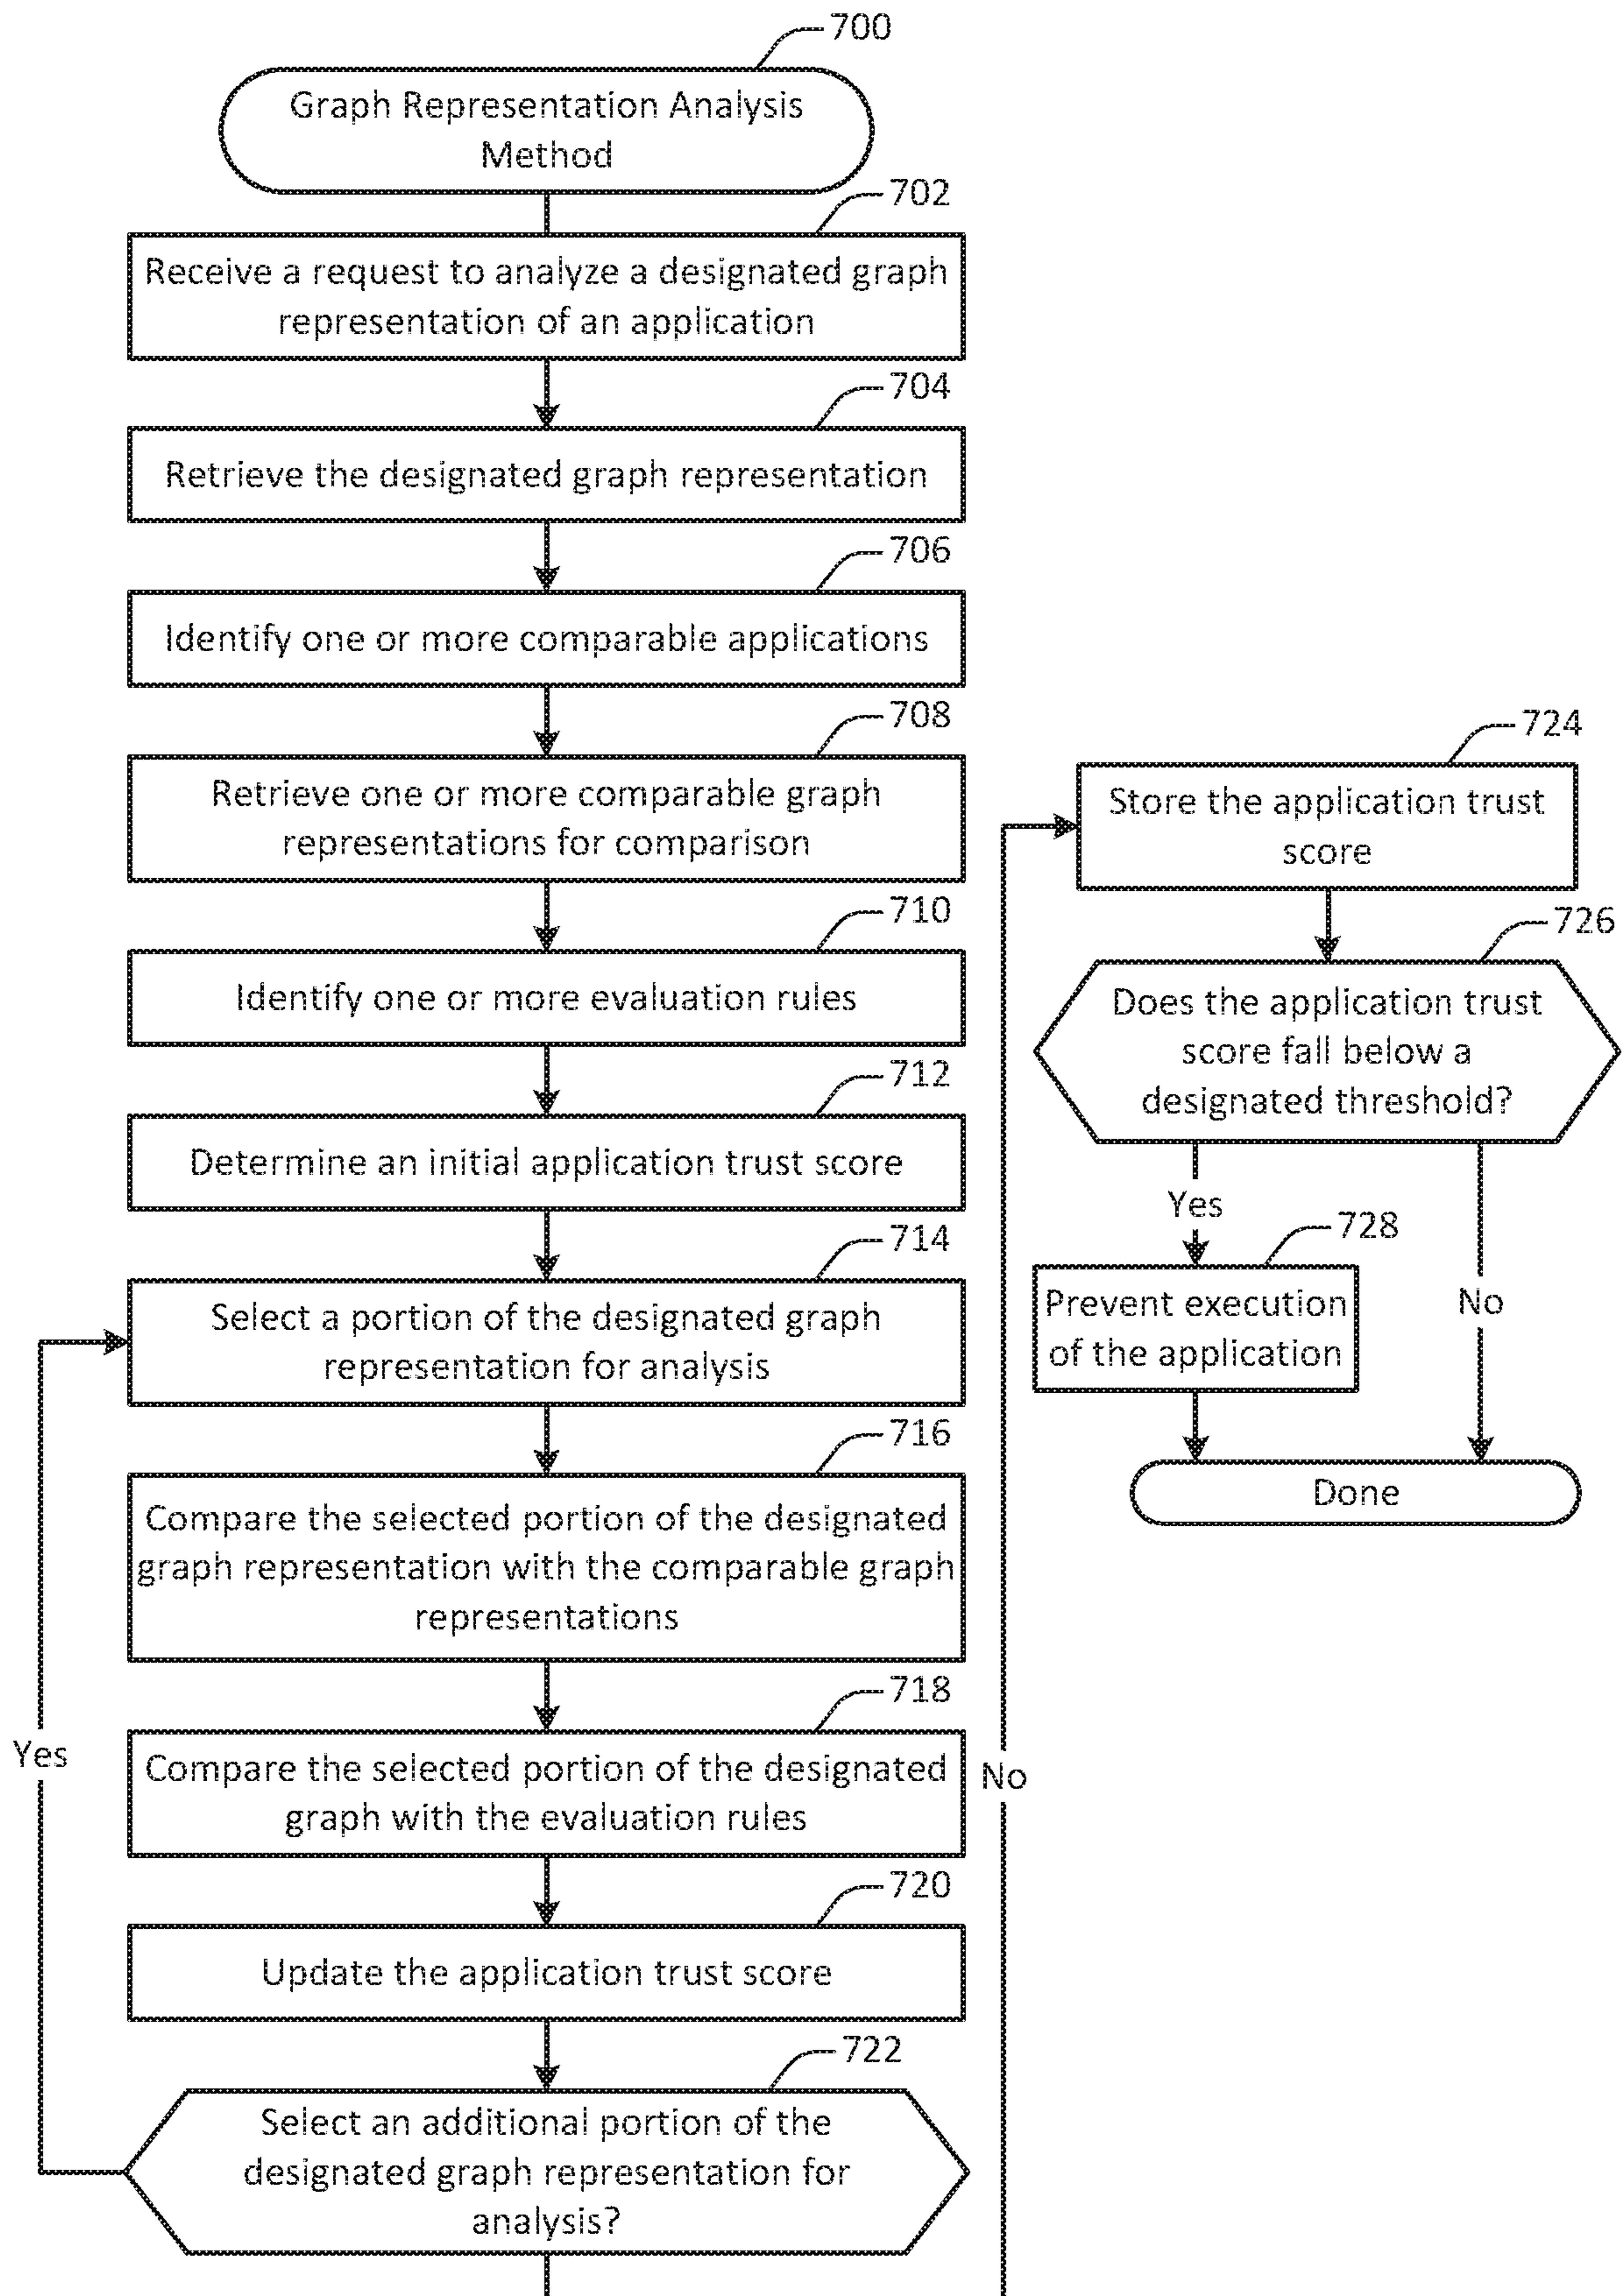 700
Graph Representation Analysis
Method
702
Receive a request to analyze a designated graph
representation of an application
704
Retrieve the designated graph representation
706
Identify one or more comparable applications
708
Retrieve one or more comparable graph
representations for comparison
710
Identify one or more evaluation rules
712
Determine an initial application trust score
714
Select a portion of the designated graph
representation for analysis
716
Compare the selected portion of the designated
graph representation with the comparable graph
representations
718
Compare the selected portion of the designated
graph with the evaluation rules
720
Update the application trust score
722
Select an additional portion of the
designated graph representation for
analysis?
Yes
No
724
Store the application trust
score
726
Does the application trust
score fall below a
designated threshold?
Yes
No
728
Prevent execution
of the application
Done